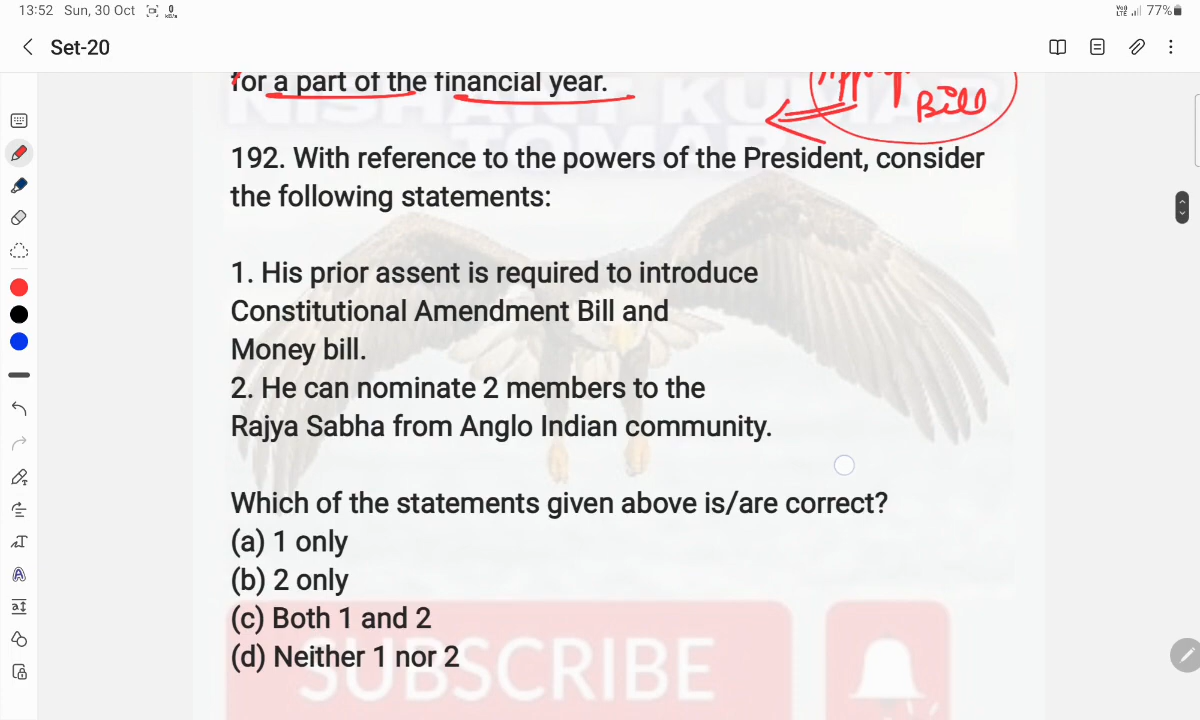 13:52 Sun, 30 Oct
77%
Set-20
for a part of the financial year.
Bill
192. With reference to the powers of the President, consider
the following statements:
1. His prior assent is required to introduce
Constitutional Amendment Bill and
Money bill.
2. He can nominate 2 members to the
Rajya Sabha from Anglo Indian community.
Which of the statements given above is/are correct?
(a) 1 only
(b) 2 only
(c) Both 1 and 2
(d) Neither 1 nor 2
SUBSCRIBE